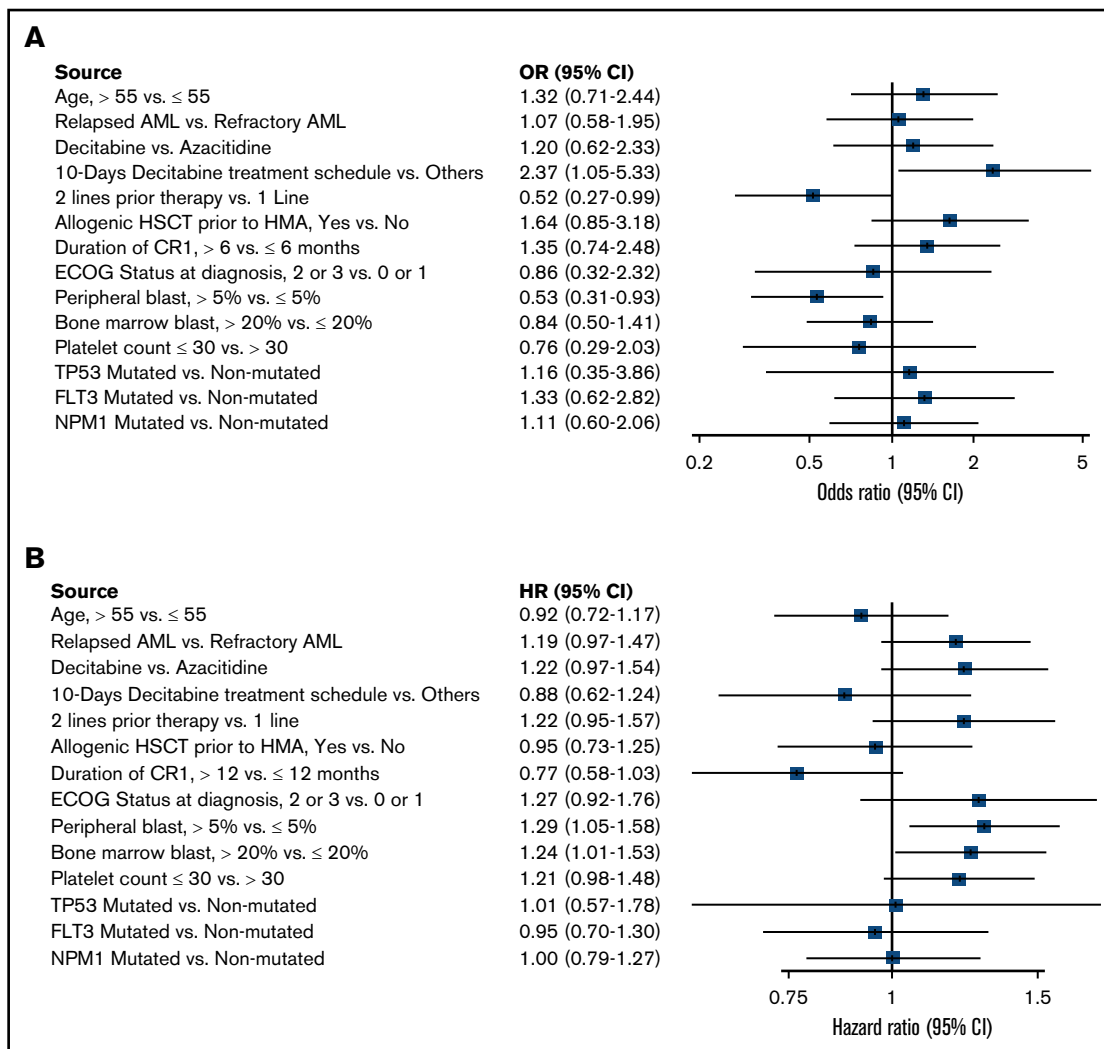 A
Source OR (95% CI)
Age, > 55 vs. ≤ 55 1.32 (0.71-2.44)
Relapsed AML vs. Refractory AML 1.07 (0.58-1.95)
Decitabine vs. Azacitidine 1.20 (0.62-2.33)
10-Days Decitabine treatment schedule vs. Others 2.37 (1.05-5.33)
2 lines prior therapy vs. 1 Line 0.52 (0.27-0.99)
Allogenic HSCT prior to HMA, Yes vs. No 1.64 (0.85-3.18)
Duration of CR1, > 6 vs. ≤ 6 months 1.35 (0.74-2.48)
ECOG Status at diagnosis, 2 or 3 vs. 0 or 1 0.86 (0.32-2.32)
Peripheral blast, > 5% vs. ≤ 5% 0.53 (0.31-0.93)
Bone marrow blast, > 20% vs. ≤ 20% 0.84 (0.50-1.41)
Platelet count ≤ 30 vs. > 30 0.76 (0.29-2.03)
TP53 Mutated vs. Non-mutated 1.16 (0.35-3.86)
FLT3 Mutated vs. Non-mutated 1.33 (0.62-2.82)
NPM1 Mutated vs. Non-mutated 1.11 (0.60-2.06)
0.2 0.5 1 2 5
Odds ratio (95% CI)
B
Source HR (95% CI)
Age, > 55 vs. ≤ 55 0.92 (0.72-1.17)
Relapsed AML vs. Refractory AML 1.19 (0.97-1.47)
Decitabine vs. Azacitidine 1.22 (0.97-1.54)
10-Days Decitabine treatment schedule vs. Others 0.88 (0.62-1.24)
2 lines prior therapy vs. 1 line 1.22 (0.95-1.57)
Allogenic HSCT prior to HMA, Yes vs. No 0.95 (0.73-1.25)
Duration of CR1, > 12 vs. ≤ 12 months 0.77 (0.58-1.03)
ECOG Status at diagnosis, 2 or 3 vs. 0 or 1 1.27 (0.92-1.76)
Peripheral blast, > 5% vs. ≤ 5% 1.29 (1.05-1.58)
Bone marrow blast, > 20% vs. ≤ 20% 1.24 (1.01-1.53)
Platelet count ≤ 30 vs. > 30 1.21 (0.98-1.48)
TP53 Mutated vs. Non-mutated 1.01 (0.57-1.78)
FLT3 Mutated vs. Non-mutated 0.95 (0.70-1.30)
NPM1 Mutated vs. Non-mutated 1.00 (0.79-1.27)
0.75 1 1.5
Hazard ratio (95% CI)